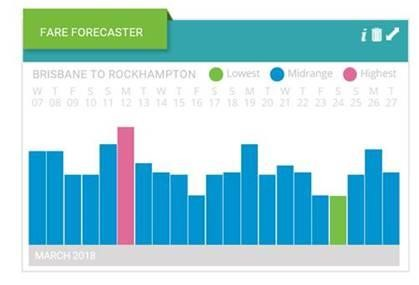 FARE FORECASTER
BRISBANE TO ROCKHAMPTON Lowest Midrange Highest
W T F S S M T W T F S S M T W T F S S M T
07 08 09 10 11 12 13 14 15 16 17 18 19 20 21 22 23 24 25 26 27
MARCH 2018